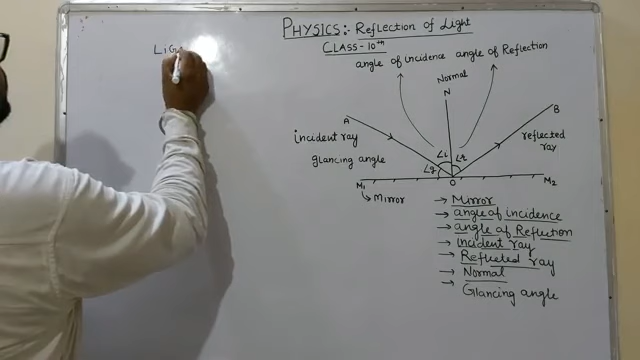 PHYSICS:- Reflection of Light
CLASS-10th
LiG
angle of incidence angle of Reflection
Normal
N
A
B
incident ray
reflected ray
glancing angle
∠i
∠r
∠g
M1
O
M2
Mirror
→ Mirror
→ angle of incidence
→ angle of Reflection
→ incident ray
→ Reflected ray
→ Normal
→ Glancing angle